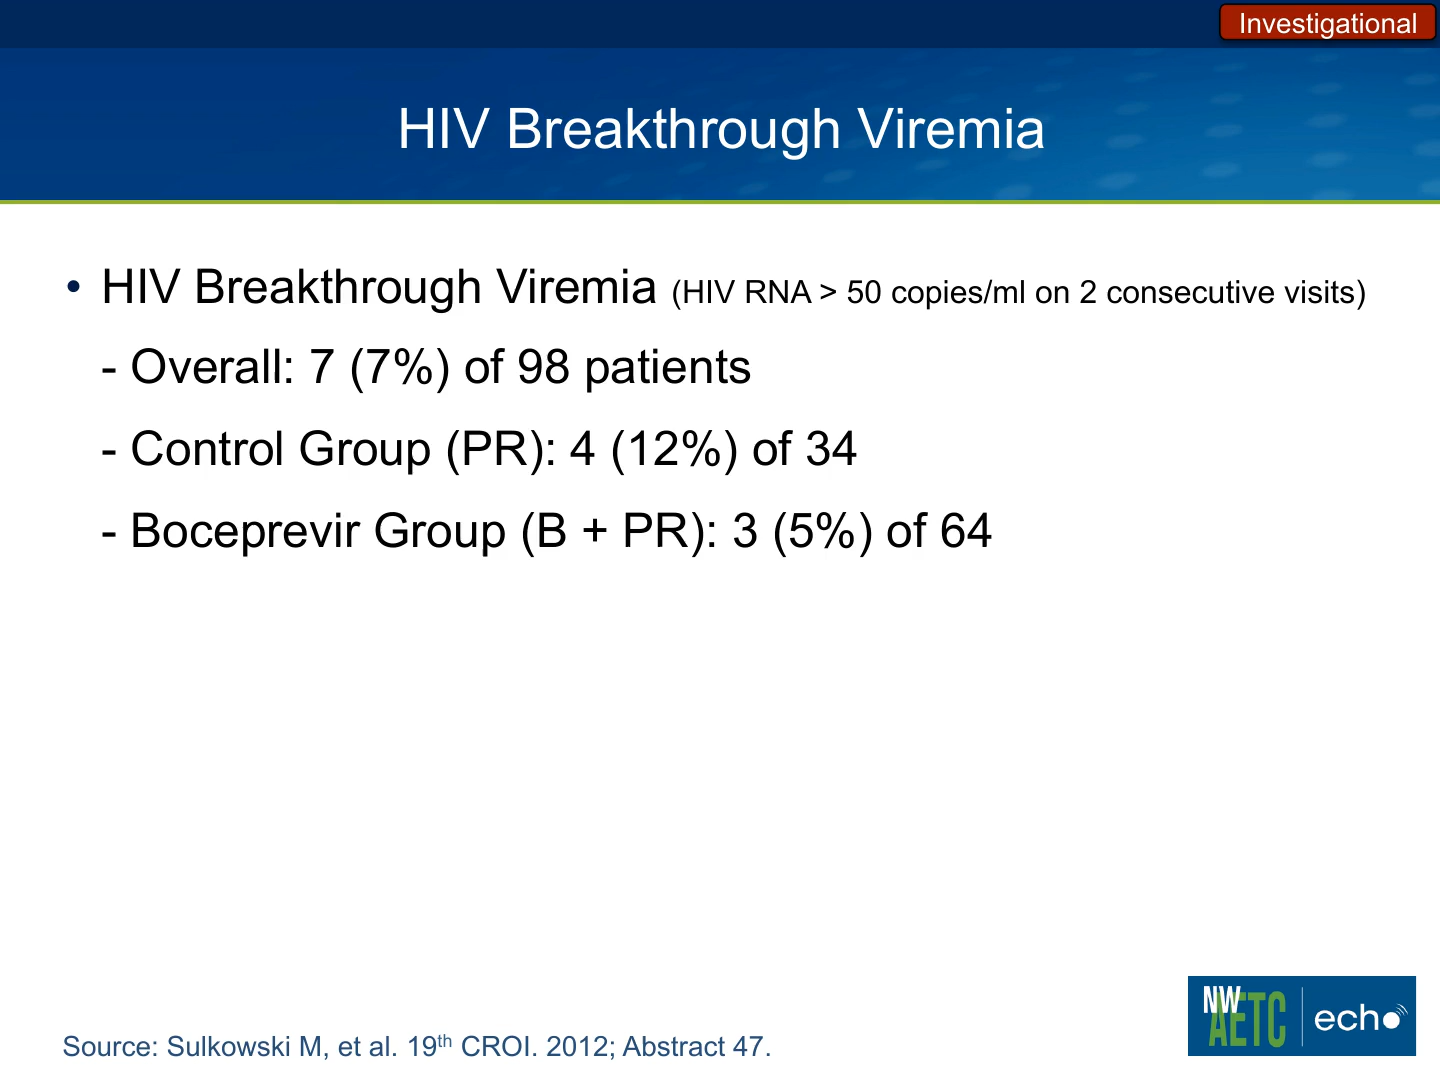 Investigational
HIV Breakthrough Viremia
• HIV Breakthrough Viremia (HIV RNA > 50 copies/ml on 2 consecutive visits)
- Overall: 7 (7%) of 98 patients
- Control Group (PR): 4 (12%) of 34
- Boceprevir Group (B + PR): 3 (5%) of 64
Source: Sulkowski M, et al. 19th CROI. 2012; Abstract 47.
NW AETC echo